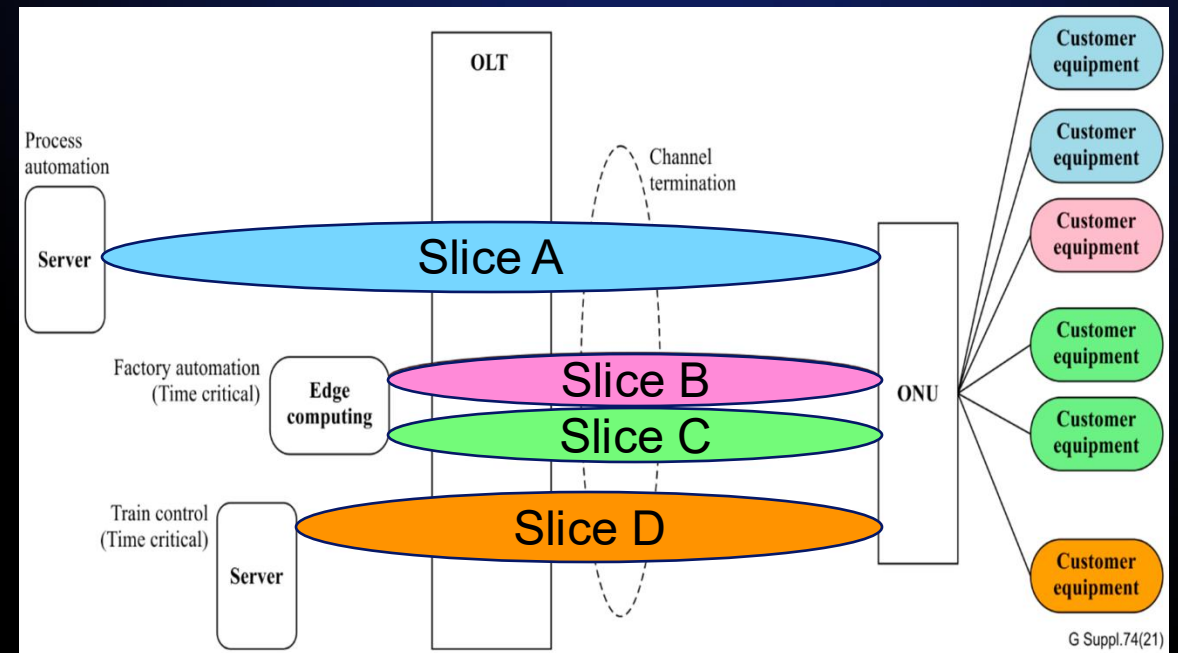 OLT
Process
automation
Server
Channel
termination
Slice A
Factory automation
(Time critical)
Edge
computing
Slice B
Slice C
ONU
Train control
(Time critical)
Server
Slice D
Customer
equipment
Customer
equipment
Customer
equipment
Customer
equipment
Customer
equipment
Customer
equipment
G Suppl.74(21)